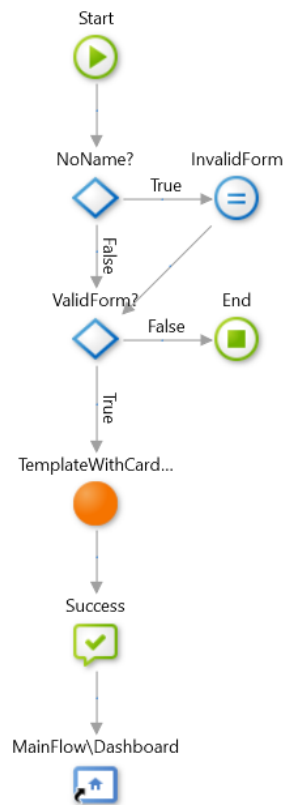 Start
NoName?
InvalidForm
True
False
ValidForm?
End
False
True
TemplateWithCard...
Success
MainFlow\Dashboard